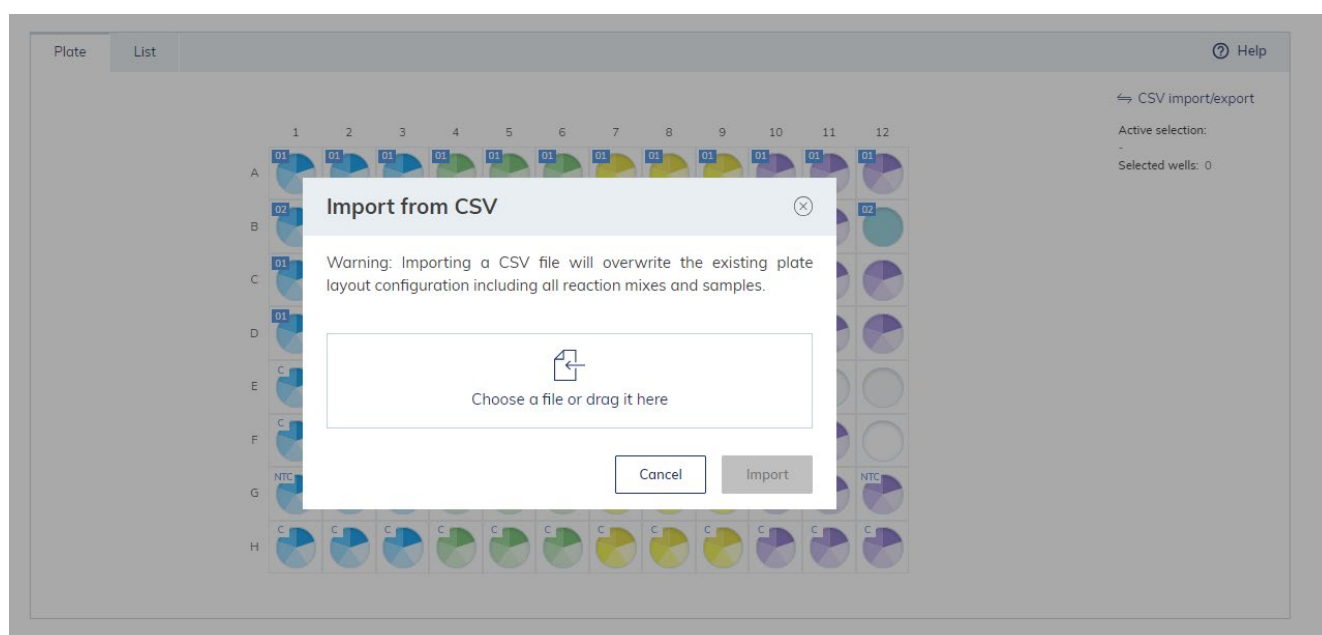 Plate List Help
CSV import/export
1 2 3 4 5 6 7 8 9 10 11 12
Active selection:
-
A 01 01 01 01 01 01 01 01 01 01 01 01
Selected wells: 0
Import from CSV
B 02 02
Warning: Importing a CSV file will overwrite the existing plate
C 01
layout configuration including all reaction mixes and samples.
D 01
E C
Choose a file or drag it here
F C
Cancel Import
G NTC NTC
H C C C C C C C C C C C C